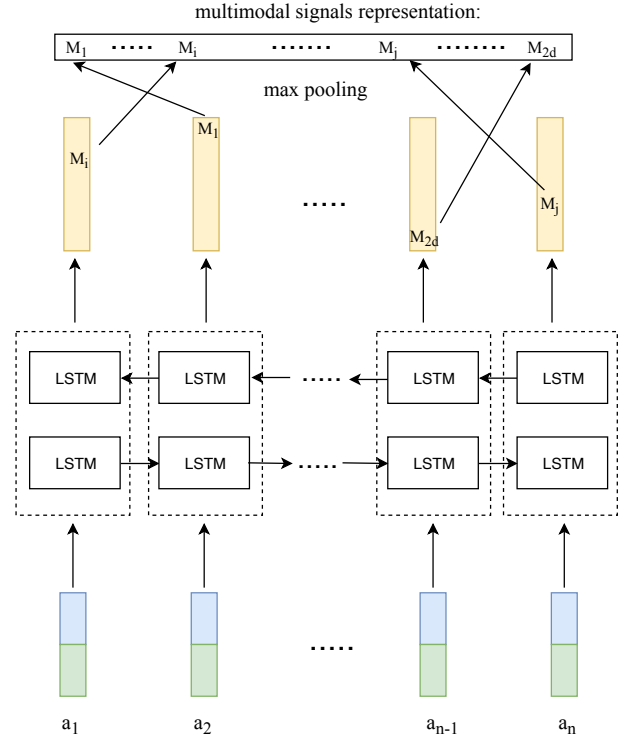 multimodal signals representation:
M1 ..... Mi ....... Mj ........ M2d
max pooling
M1
Mi
Mj
M2d
.....
LSTM LSTM ..... LSTM LSTM
LSTM LSTM ..... LSTM LSTM
.....
a1 a2 an-1 an